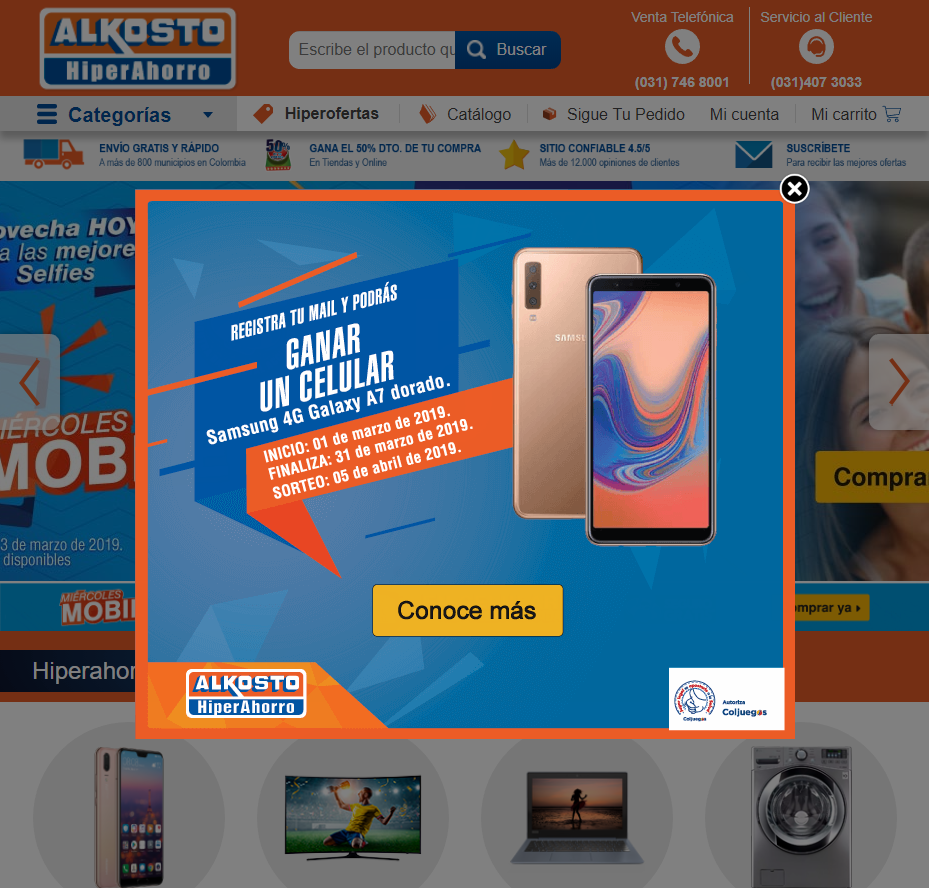 ALKOSTO
HiperAhorro
Escribe el producto qu
Buscar
Venta Telefónica
(031) 746 8001
Servicio al Cliente
(031)407 3033
Categorías
Hiperofertas
Catálogo
Sigue Tu Pedido
Mi cuenta
Mi carrito
ENVÍO GRATIS Y RÁPIDO
A más de 800 municipios en Colombia
50%
GANA EL 50% DTO. DE TU COMPRA
En Tiendas y Online
SITIO CONFIABLE 4.5/5
Más de 12.000 opiniones de clientes
SUSCRÍBETE
Para recibir las mejores ofertas
ovecha HOY
a las mejore
Selfies
IÉRCOLES
MOBI
3 de marzo de 2019.
disponibles
Compra
REGISTRA TU MAIL Y PODRÁS
GANAR
UN CELULAR
Samsung 4G Galaxy A7 dorado.
INICIO: 01 de marzo de 2019.
FINALIZA: 31 de marzo de 2019.
SORTEO: 05 de abril de 2019.
SAMS
Conoce más
MIÉRCOLES
MOBI
omprar ya
Hiperahor
ALKOSTO
HiperAhorro
Coljuegos
Autoriza
Coljuegos